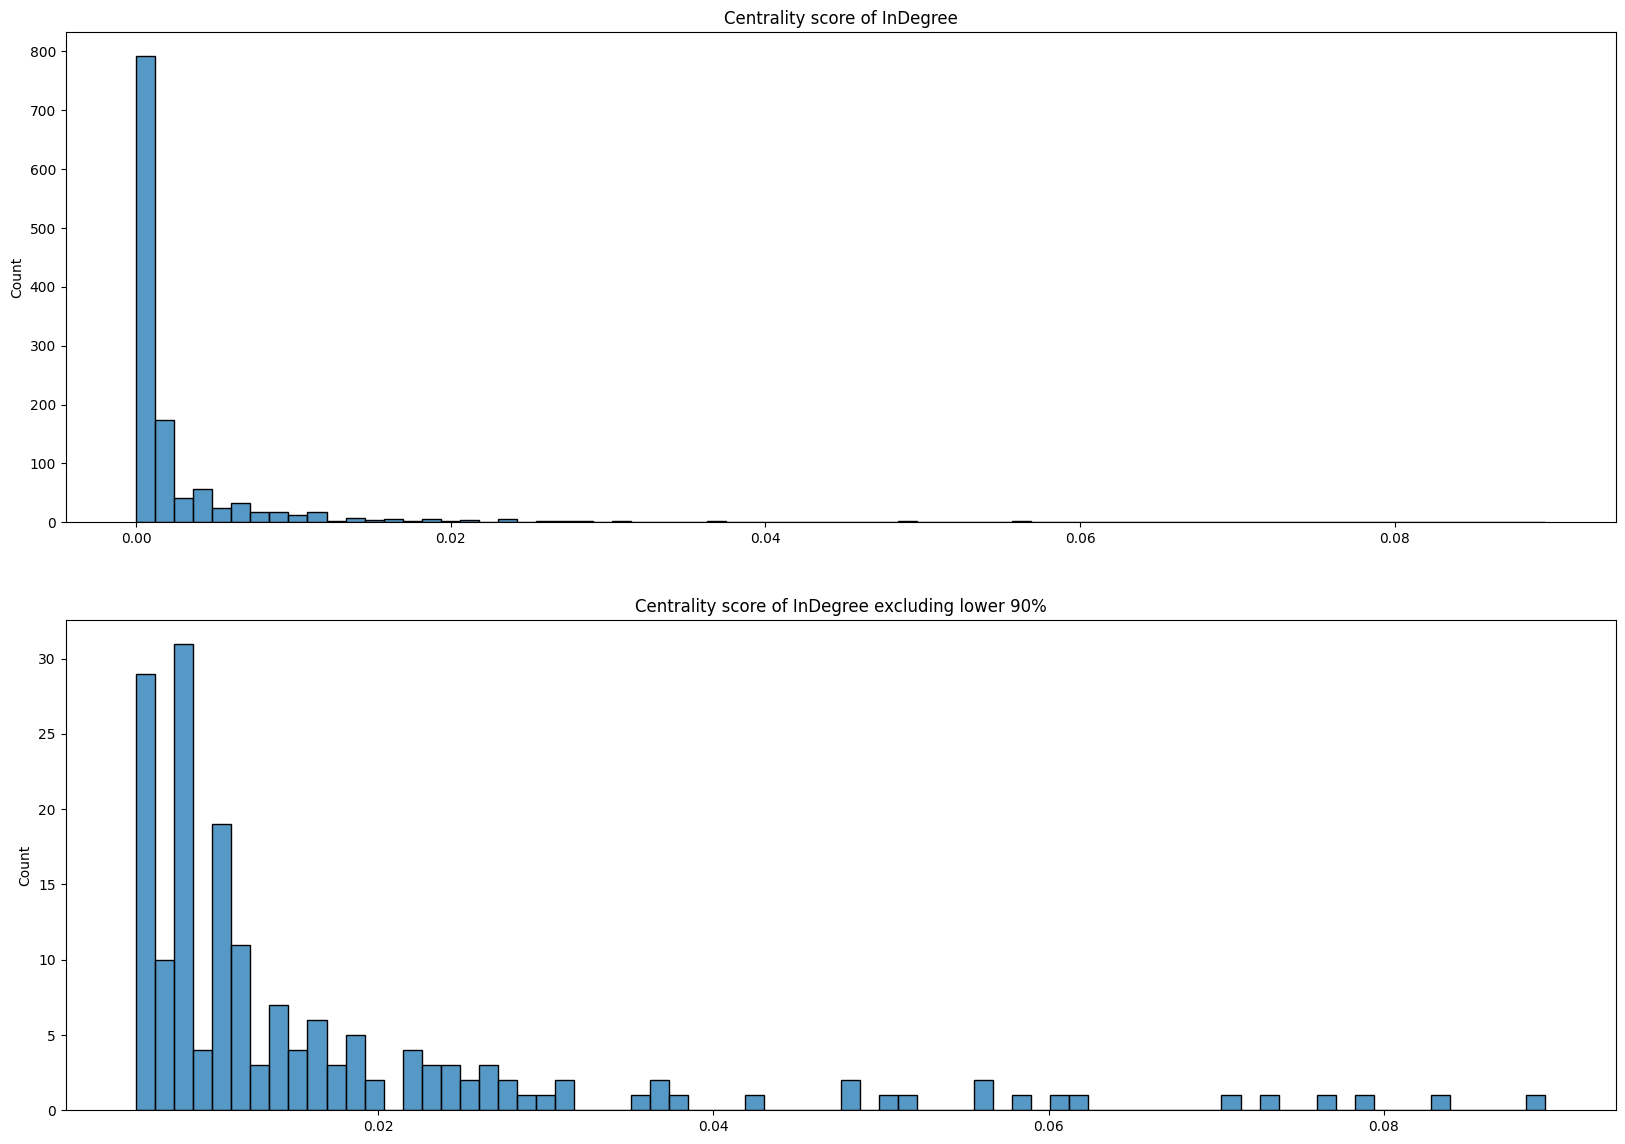 Centrality score of InDegree
800
700
600
500
400
300
200
100
0
Count
0.00 0.02 0.04 0.06 0.08
Centrality score of InDegree excluding lower 90%
30
25
20
15
10
5
0
Count
0.02 0.04 0.06 0.08